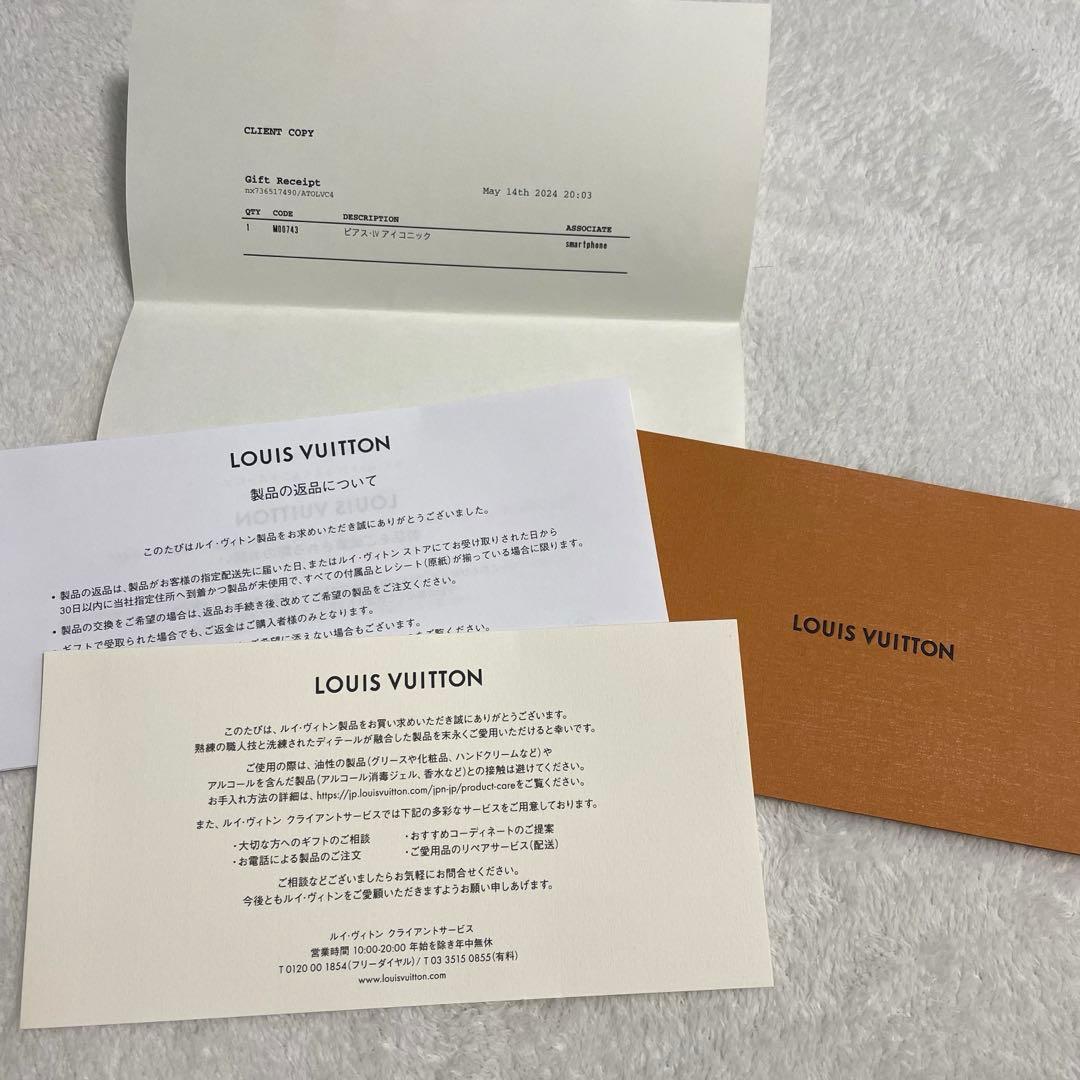 CLIENT COPY
Gift Receipt
nx736517490/ATOLVC4
May 14th 2024 20:03
QTY CODE DESCRIPTION ASSOCIATE
1 M00743 ピアス・LV アイコニック smartphone
LOUIS VUITTON
製品の返品について
このたびはルイ・ヴィトン製品をお求めいただき誠にありがとうございました。
・製品の返品は、製品がお客様の指定配送先に届いた日、またはルイ・ヴィトン ストアにてお受け取りされた日から
30日以内に当社指定住所へ到着かつ製品が未使用で、すべての付属品とレシート(原紙)が揃っている場合に限ります。
・製品の交換をご希望の場合は、返品お手続き後、改めてご希望の製品をご注文ください。
・ギフトで受取られた場合でも、ご返金はご購入者様のみとなります。
ご希望に添えない場合もございます。
をご覧ください。
LOUIS VUITTON
LOUIS VUITTON
このたびは、ルイ・ヴィトン製品をお買い求めいただき誠にありがとうございます。
熟練の職人技と洗練されたディテールが融合した製品を末永くご愛用いただけると幸いです。
ご使用の際は、油性の製品(グリースや化粧品、ハンドクリームなど)や
アルコールを含んだ製品(アルコール消毒ジェル、香水など)との接触は避けてください。
お手入れ方法の詳細は、https://jp.louisvuitton.com/jpn-jp/product-careをご覧ください。
また、ルイ・ヴィトン クライアントサービスでは下記の多彩なサービスをご用意しております。
・大切な方へのギフトのご相談 ・おすすめコーディネートのご提案
・お電話による製品のご注文 ・ご愛用品のリペアサービス(配送)
ご相談などございましたらお気軽にお問合せください。
今後ともルイ・ヴィトンをご愛顧いただきますようお願い申しあげます。
ルイ・ヴィトン クライアントサービス
営業時間 10:00-20:00 年始を除き年中無休
T 0120 00 1854(フリーダイヤル) / T 03 3515 0855(有料)
www.louisvuitton.com